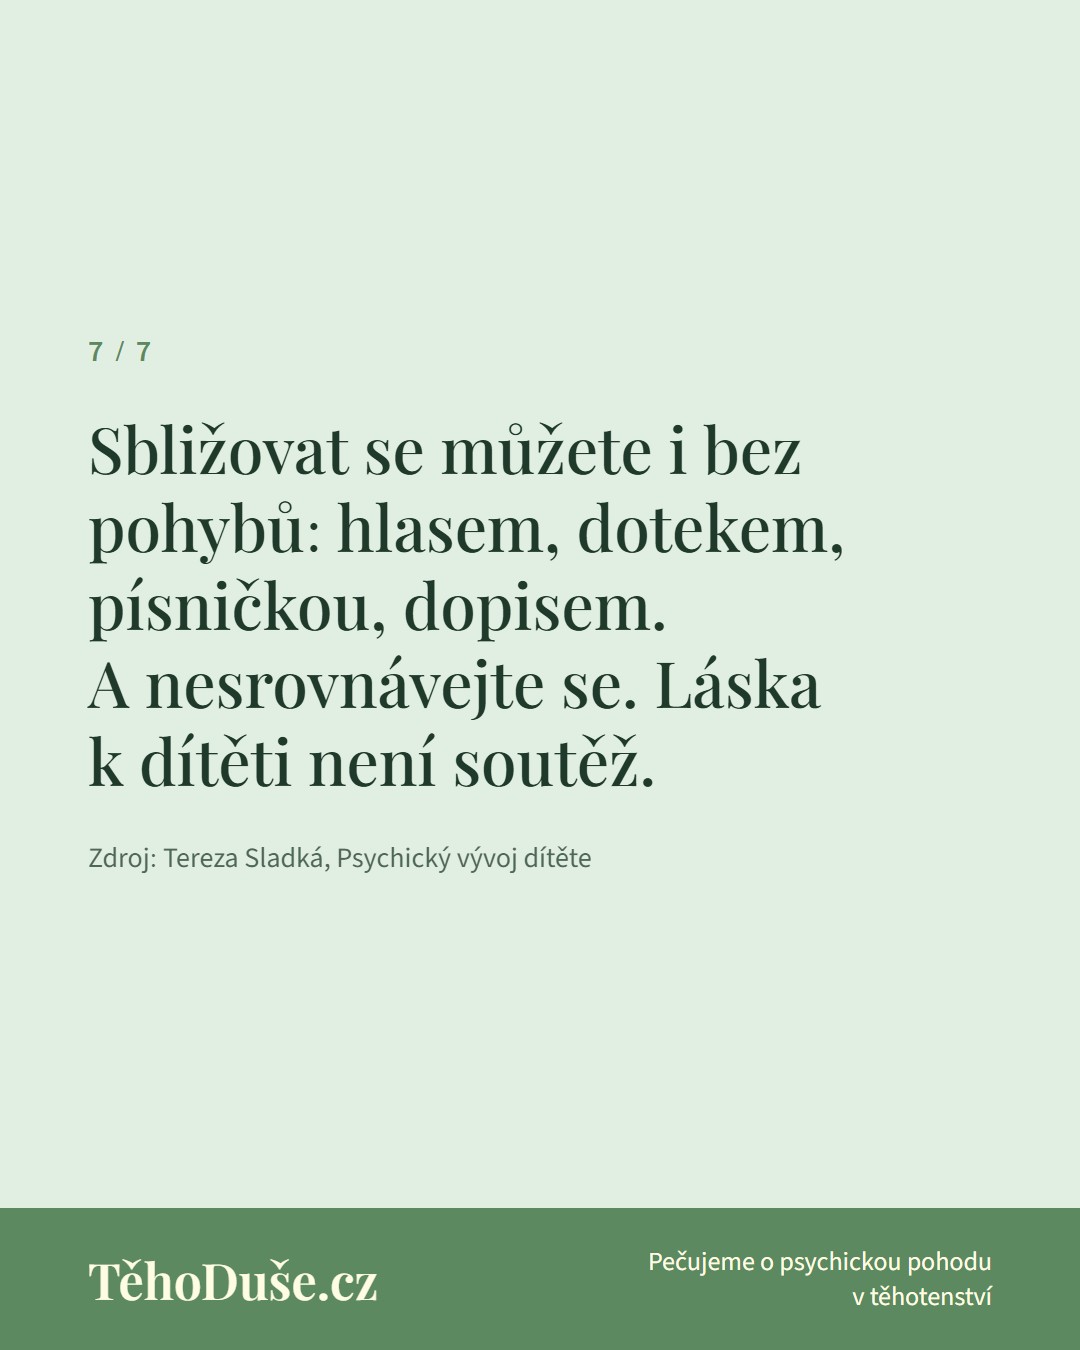 7 / 7
Sbližovat se můžete i bez
pohybů: hlasem, dotekem,
písničkou, dopisem.
A nesrovnávejte se. Láska
k dítěti není soutěž.
Zdroj: Tereza Sladká, Psychický vývoj dítěte
TěhoDuše.cz
Pečujeme o psychickou pohodu
v těhotenství